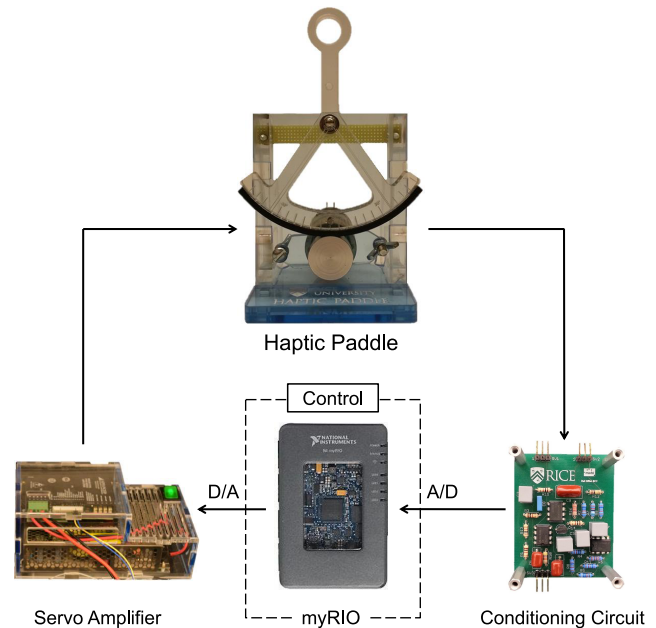 UNIVERSITY
HAPTIC PADDLE
Haptic Paddle
Control
NATIONAL
INSTRUMENTS
NI myRIO
RICE
D/A
A/D
Servo Amplifier
myRIO
Conditioning Circuit